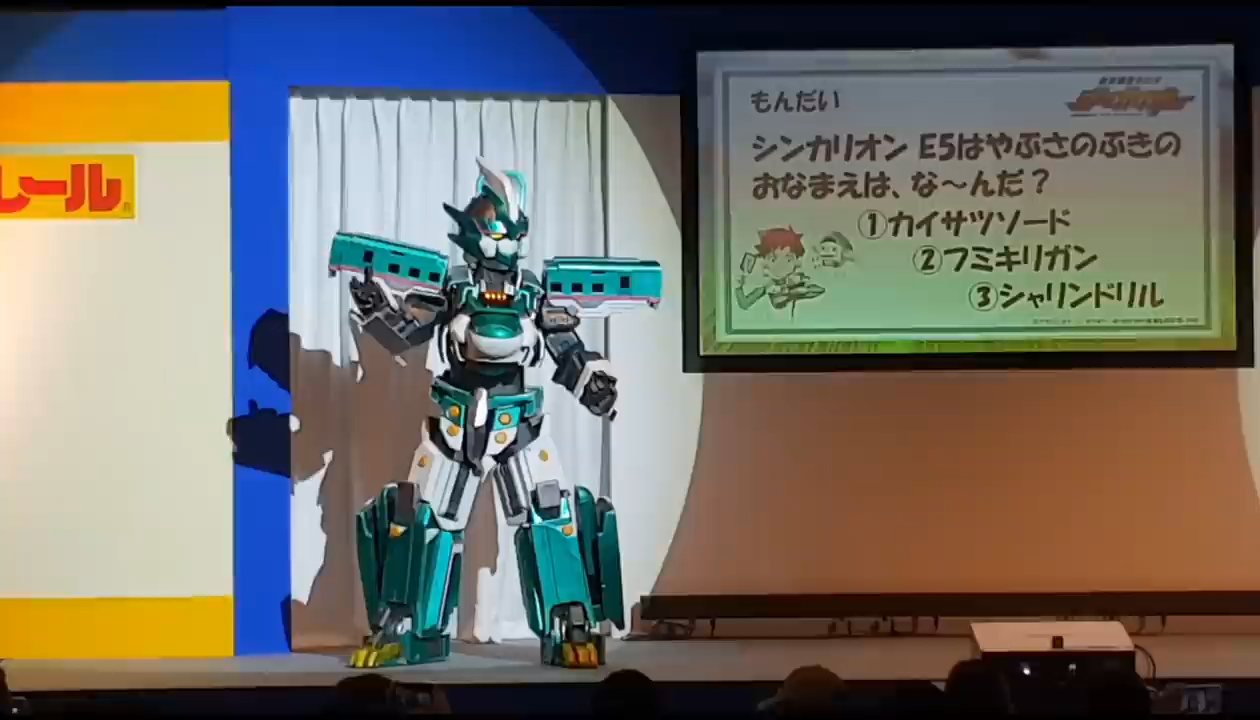 レール
もんだい
シンカリオン E5はやぶさのぶきの
おなまえは、な〜んだ？
①カイサツソード
②フミキリガン
③シャリンドリル